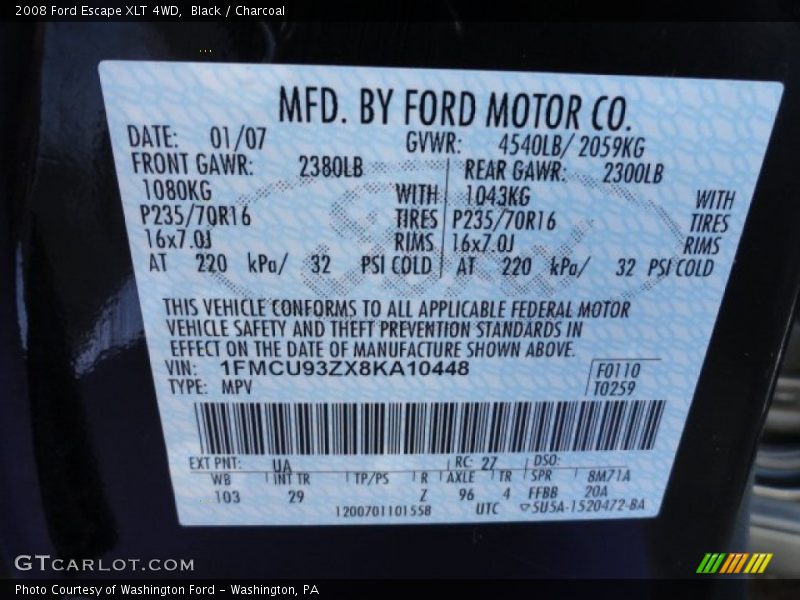 2008 Ford Escape XLT 4WD, Black / Charcoal
MFD. BY FORD MOTOR CO.
DATE: 01/07 GVWR: 4540LB/ 2059KG
FRONT GAWR: 2380LB REAR GAWR: 2300LB
1080KG WITH 1043KG WITH
P235/70R16 TIRES P235/70R16 TIRES
16x7.0J RIMS 16x7.0J RIMS
AT 220 kPa/ 32 PSI COLD AT 220 kPa/ 32 PSI COLD
THIS VEHICLE CONFORMS TO ALL APPLICABLE FEDERAL MOTOR
VEHICLE SAFETY AND THEFT PREVENTION STANDARDS IN
EFFECT ON THE DATE OF MANUFACTURE SHOWN ABOVE.
VIN: 1FMCU93ZX8KA10448 F0110
TYPE: MPV T0259
EXT PNT: UA RC: 27 DSO:
WB INT TR TP/PS R AXLE TR SPR 8M71A
103 29 Z 96 4 FFBB 20A
1200701101558 UTC 5U5A-1520472-BA
GTCARLOT.COM
Photo Courtesy of Washington Ford - Washington, PA